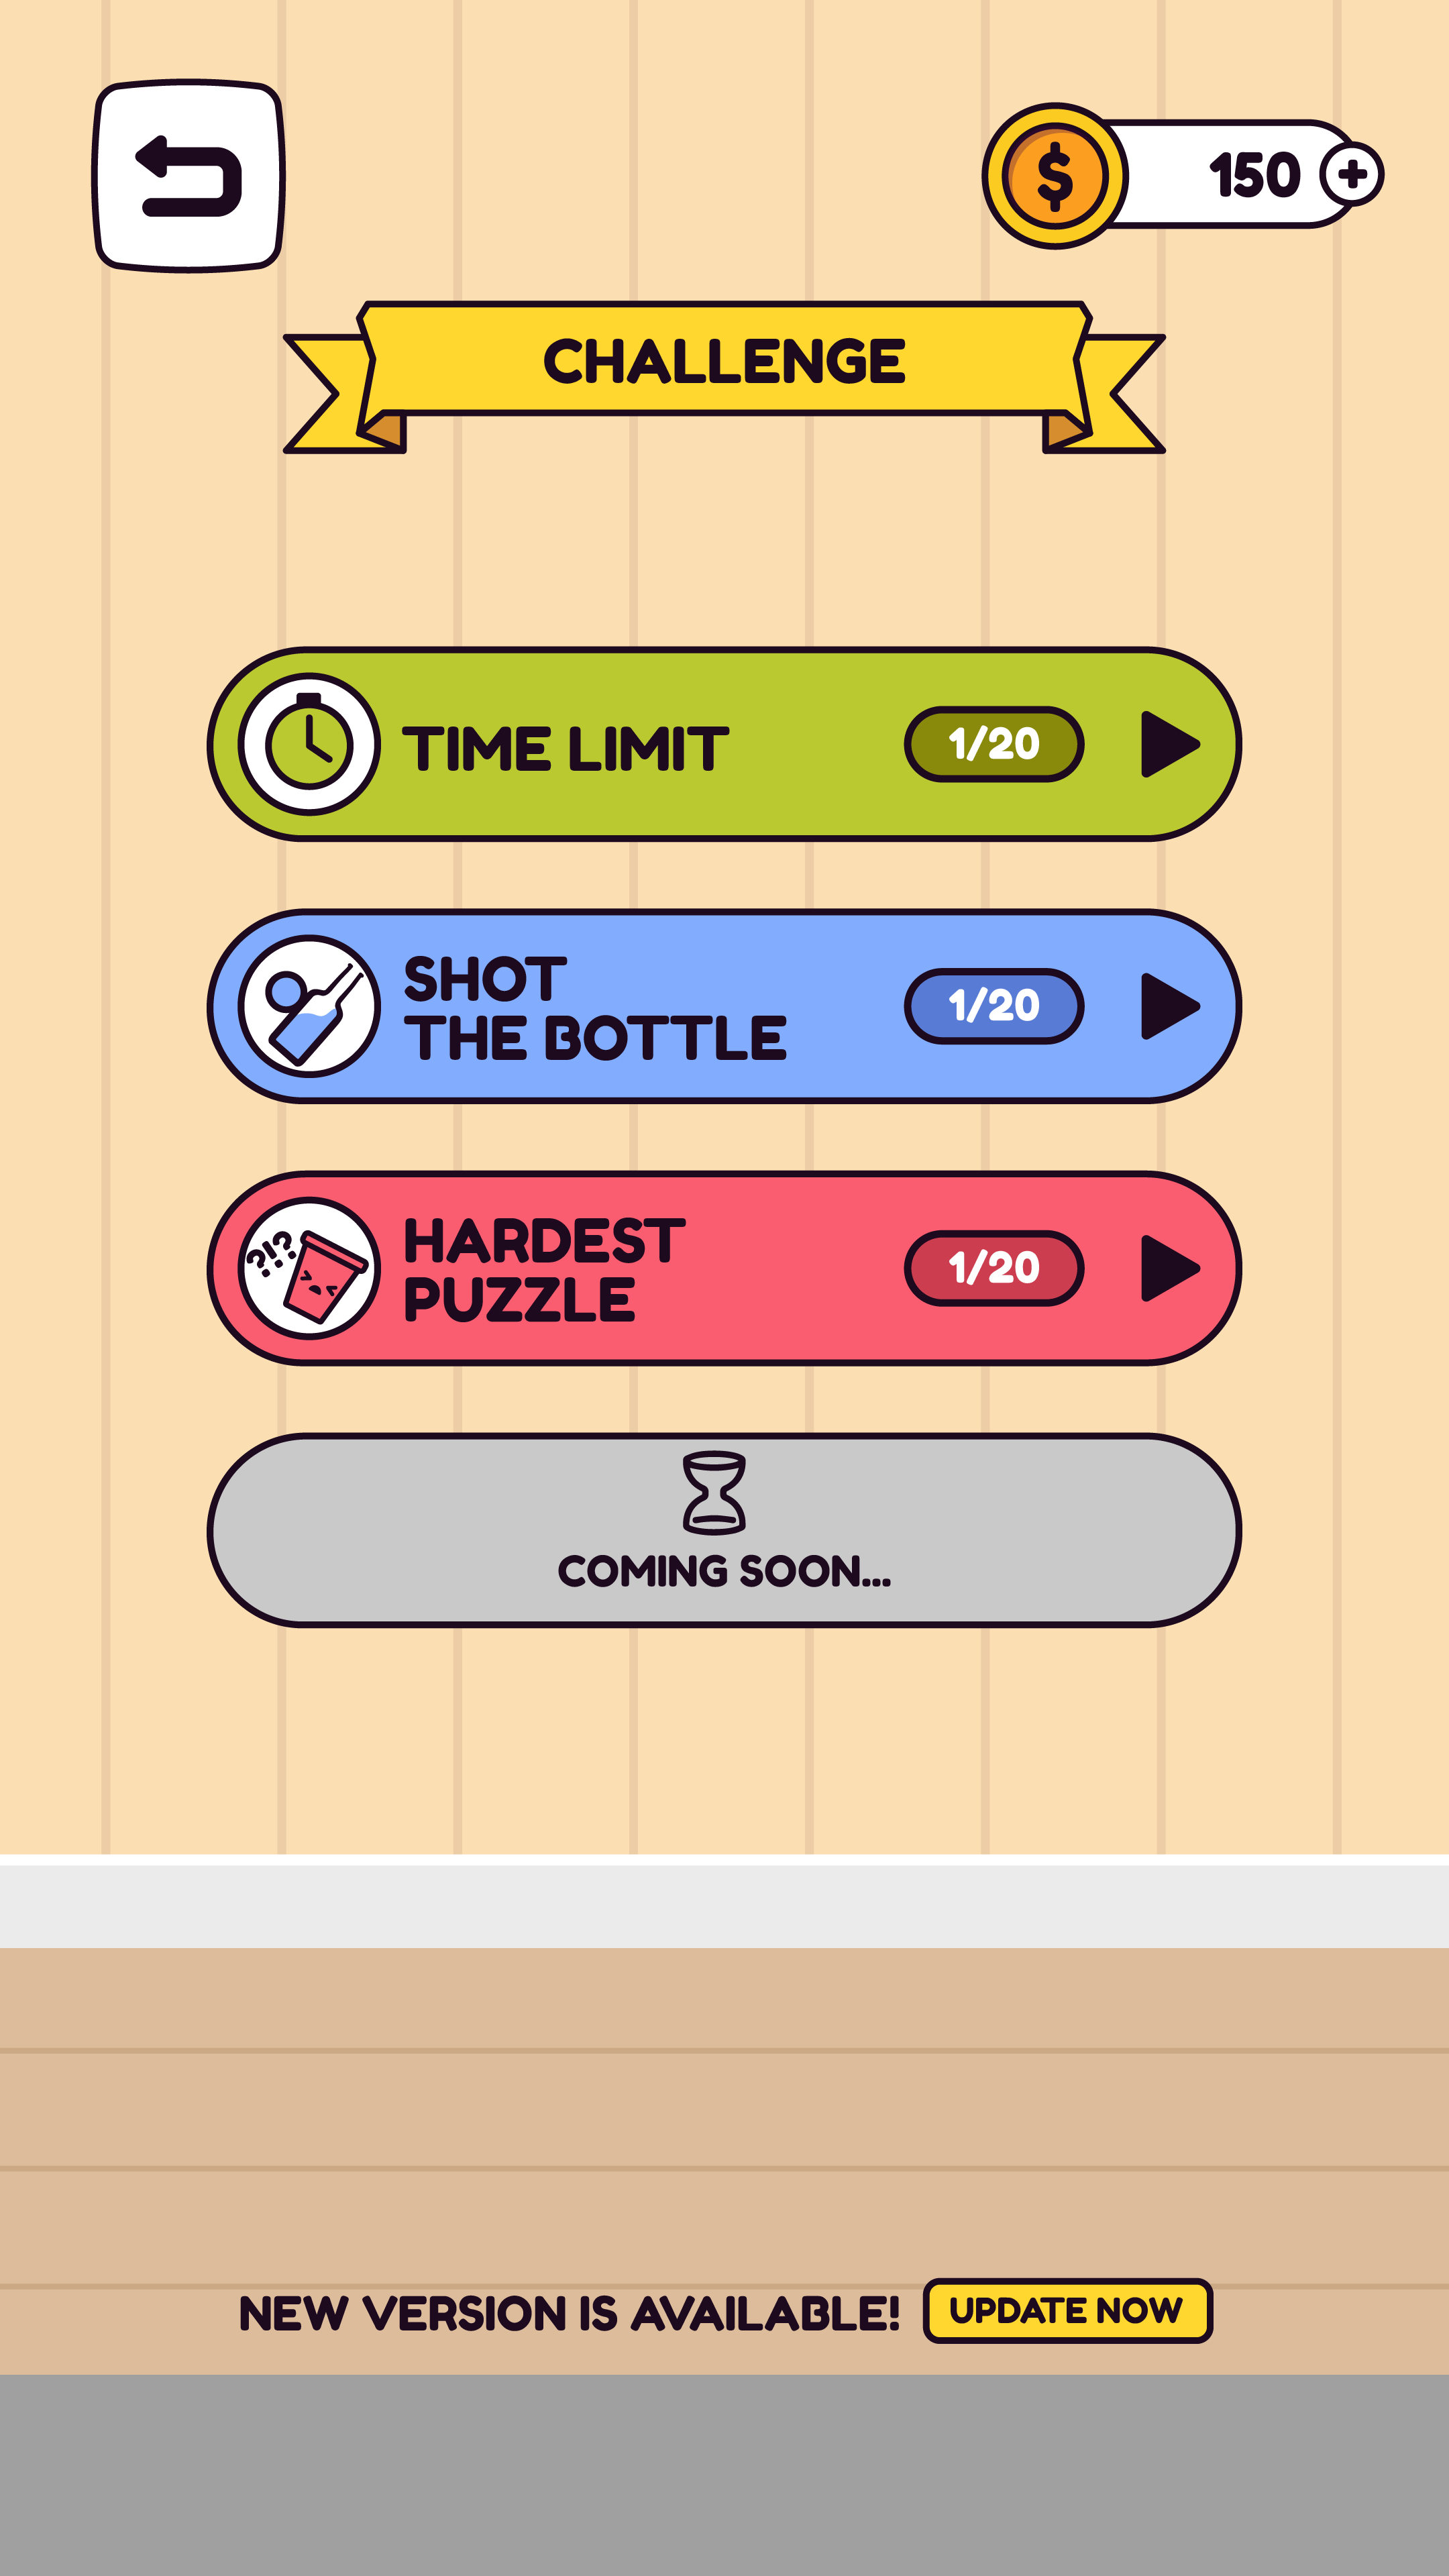 $
150
CHALLENGE
TIME LIMIT
1/20
SHOT
THE BOTTLE
1/20
?!?
HARDEST
PUZZLE
1/20
COMING SOON...
NEW VERSION IS AVAILABLE!
UPDATE NOW